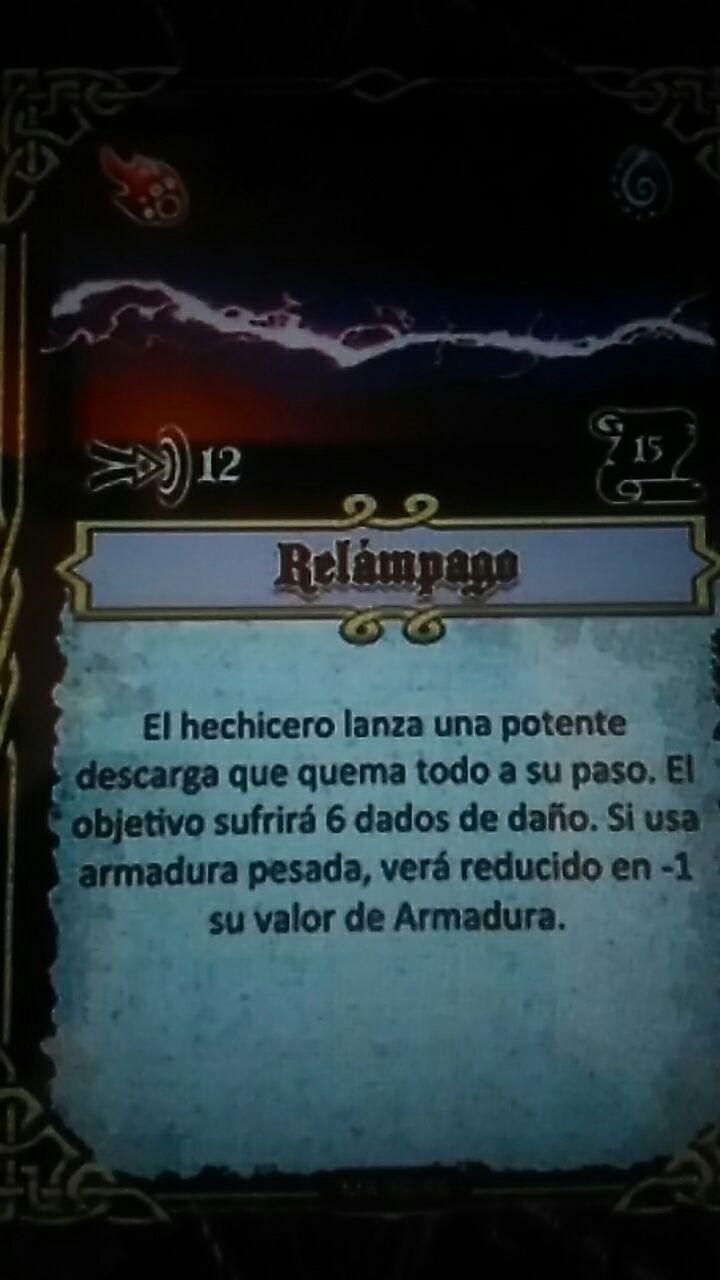 12
15
Relámpago
El hechicero lanza una potente
descarga que quema todo a su paso. El
objetivo sufrirá 6 dados de daño. Si usa
armadura pesada, verá reducido en -1
su valor de Armadura.